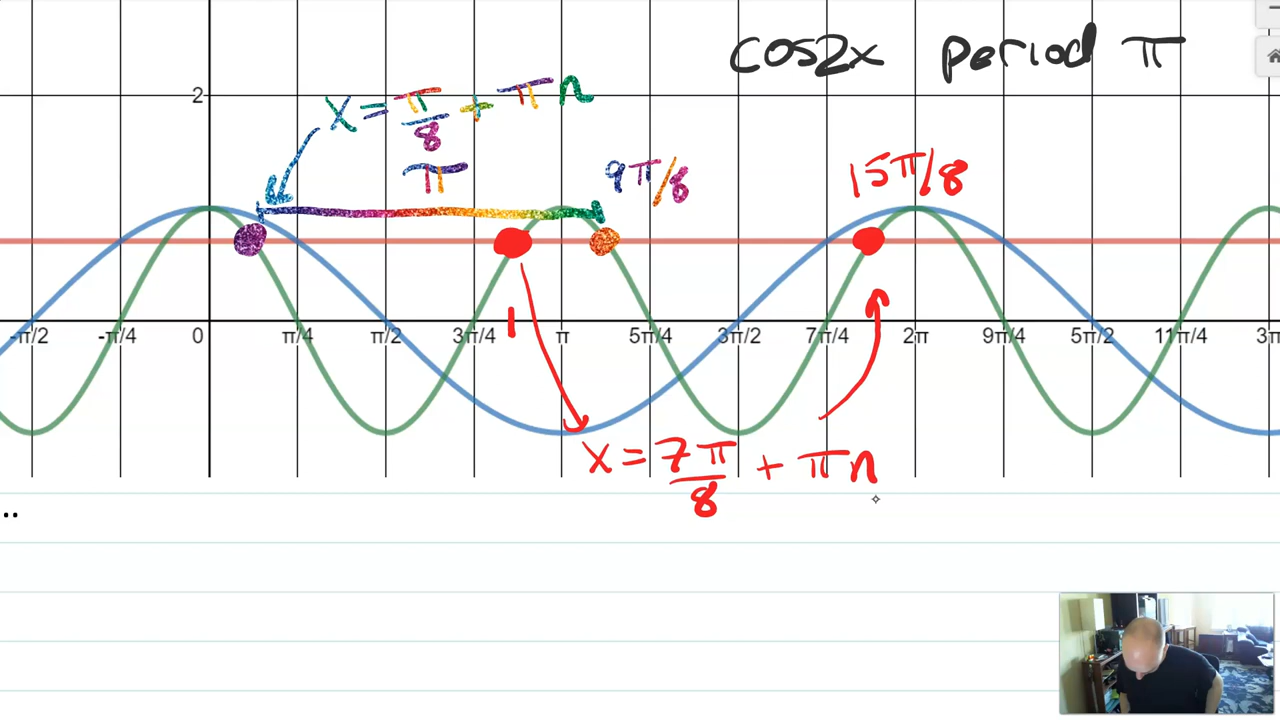 cos2x period π
2
x = π/8 + πn
π
9π/8
15π/8
-π/2 -π/4 0 π/4 π/2 3π/4 π 5π/4 3π/2 7π/4 2π 9π/4 5π/2 11π/4 3π
x = 7π/8 + πn
..